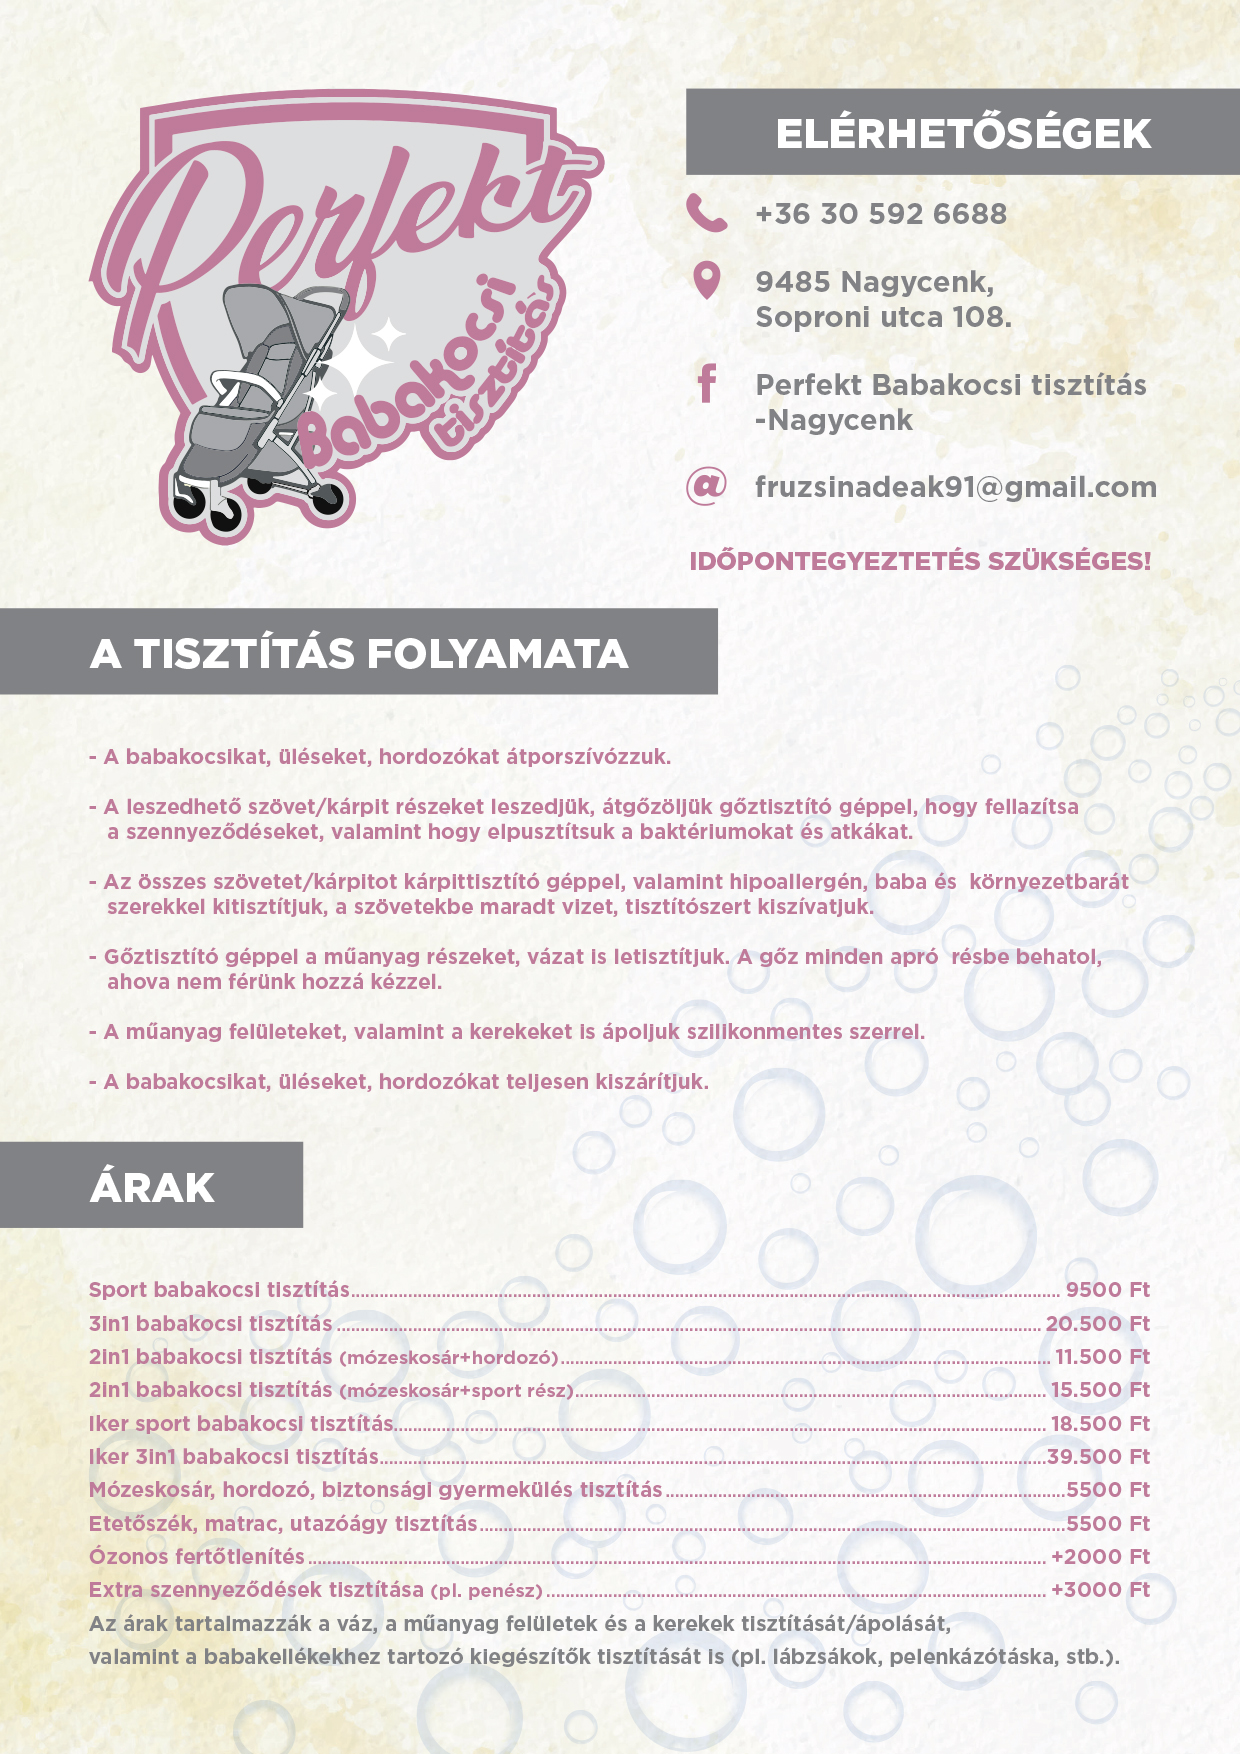 Perfekt
Babakocsi
tisztítás
ELÉRHETŐSÉGEK
+36 30 592 6688
9485 Nagycenk,
Soproni utca 108.
Perfekt Babakocsi tisztítás
-Nagycenk
fruzsinadeak91@gmail.com
IDŐPONTEGYEZTETÉS SZÜKSÉGES!
A TISZTÍTÁS FOLYAMATA
- A babakocsikat, üléseket, hordozókat átporszívózzuk.
- A leszedhető szövet/kárpit részeket leszedjük, átgőzöljük gőztisztító géppel, hogy fellazítsa
a szennyeződéseket, valamint hogy elpusztítsuk a baktériumokat és atkákat.
- Az összes szövetet/kárpitot kárpittisztító géppel, valamint hipoallergén, baba és környezetbarát
szerekkel kitisztítjuk, a szövetekbe maradt vizet, tisztítószert kiszívatjuk.
- Gőztisztító géppel a műanyag részeket, vázat is letisztítjuk. A gőz minden apró résbe behatol,
ahova nem férünk hozzá kézzel.
- A műanyag felületeket, valamint a kerekeket is ápoljuk szilikonmentes szerrel.
- A babakocsikat, üléseket, hordozókat teljesen kiszárítjuk.
ÁRAK
Sport babakocsi tisztítás 9500 Ft
3in1 babakocsi tisztítás 20.500 Ft
2in1 babakocsi tisztítás (mózeskosár+hordozó) 11.500 Ft
2in1 babakocsi tisztítás (mózeskosár+sport rész) 15.500 Ft
Iker sport babakocsi tisztítás 18.500 Ft
Iker 3in1 babakocsi tisztítás 39.500 Ft
Mózeskosár, hordozó, biztonsági gyermekülés tisztítás 5500 Ft
Etetőszék, matrac, utazóágy tisztítás 5500 Ft
Ózonos fertőtlenítés +2000 Ft
Extra szennyeződések tisztítása (pl. penész) +3000 Ft
Az árak tartalmazzák a váz, a műanyag felületek és a kerekek tisztítását/ápolását,
valamint a babakellékekhez tartozó kiegészítők tisztítását is (pl. lábzsákok, pelenkázótáska, stb.).